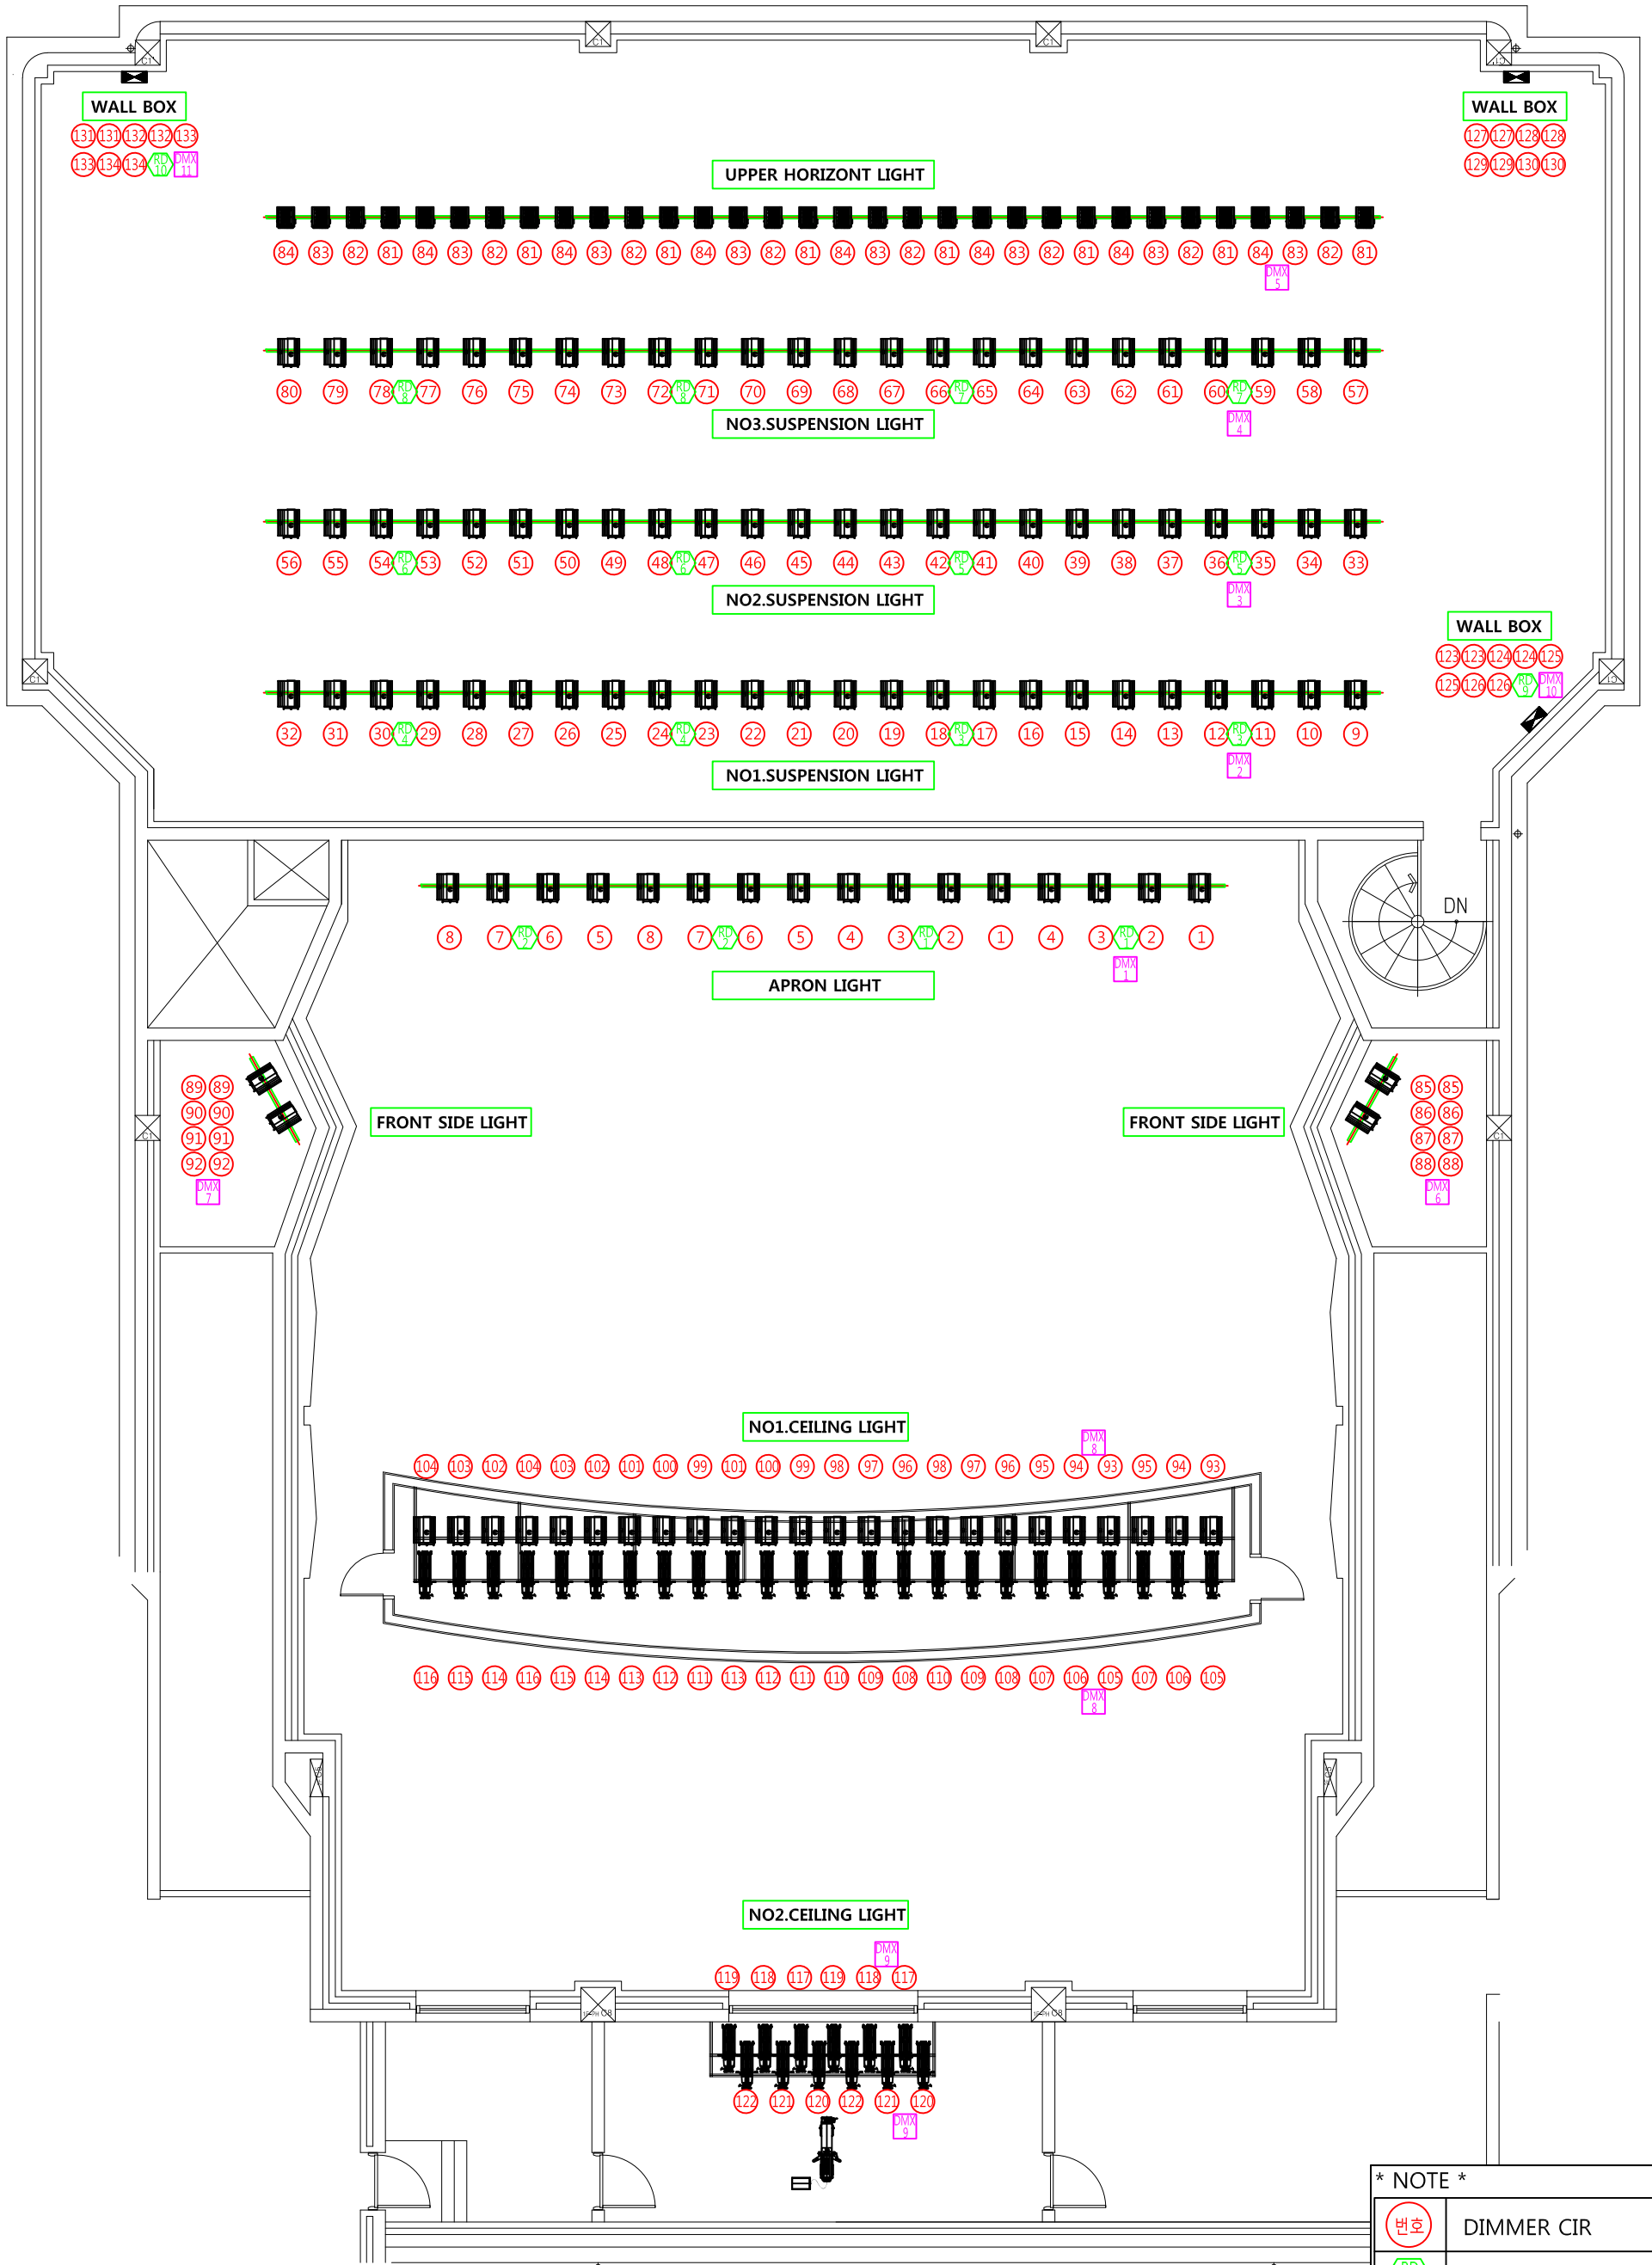 C1 C1
C1 C1
WALL BOX WALL BOX
131 131 132 132 133 127 127 128 128
133 134 134 RD 10 DMX 11 129 129 130 130
UPPER HORIZONT LIGHT
84 83 82 81 84 83 82 81 84 83 82 81 84 83 82 81 84 83 82 81 84 83 82 81 84 83 82 81 84 83 82 81
DMX 5
80 79 78 RD 8 77 76 75 74 73 72 RD 8 71 70 69 68 67 66 RD 7 65 64 63 62 61 60 RD 7 59 58 57
NO3.SUSPENSION LIGHT DMX 4
56 55 54 RD 6 53 52 51 50 49 48 RD 6 47 46 45 44 43 42 RD 5 41 40 39 38 37 36 RD 5 35 34 33
NO2.SUSPENSION LIGHT DMX 3
WALL BOX
123 123 124 124 125
125 126 126 RD 9 DMX 10
C1 C1
32 31 30 RD 4 29 28 27 26 25 24 RD 4 23 22 21 20 19 18 RD 3 17 16 15 14 13 12 RD 3 11 10 9
NO1.SUSPENSION LIGHT DMX 2
DN
8 7 RD 2 6 5 8 7 RD 2 6 5 4 3 RD 1 2 1 4 3 RD 1 2 1
APRON LIGHT DMX 1
89 89 85 85
90 90 86 86
FRONT SIDE LIGHT FRONT SIDE LIGHT
C1 91 91 87 87 C1
92 92 88 88
DMX 7 DMX 6
NO1.CEILING LIGHT DMX 8
104 103 102 104 103 102 101 100 99 101 100 99 98 97 96 98 97 96 95 94 93 95 94 93
116 115 114 116 115 114 113 112 111 113 112 111 110 109 108 110 109 108 107 106 105 107 106 105
DMX 8
NO2.CEILING LIGHT
DMX 9
119 118 117 119 118 117
C8 C8
122 121 120 122 121 120
DMX 9
* NOTE *
번호 DIMMER CIR
RD